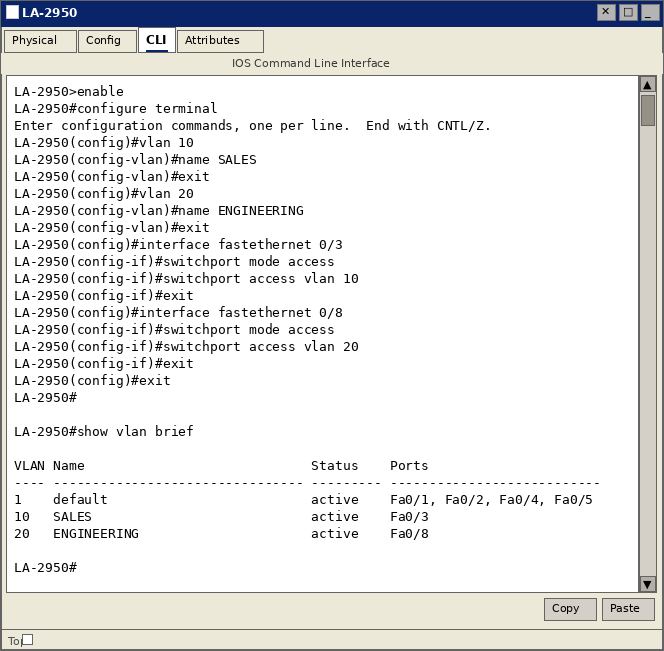 LA-2950
Physical Config CLI Attributes
IOS Command Line Interface
LA-2950>enable
LA-2950#configure terminal
Enter configuration commands, one per line.  End with CNTL/Z.
LA-2950(config)#vlan 10
LA-2950(config-vlan)#name SALES
LA-2950(config-vlan)#exit
LA-2950(config)#vlan 20
LA-2950(config-vlan)#name ENGINEERING
LA-2950(config-vlan)#exit
LA-2950(config)#interface fastethernet 0/3
LA-2950(config-if)#switchport mode access
LA-2950(config-if)#switchport access vlan 10
LA-2950(config-if)#exit
LA-2950(config)#interface fastethernet 0/8
LA-2950(config-if)#switchport mode access
LA-2950(config-if)#switchport access vlan 20
LA-2950(config-if)#exit
LA-2950(config)#exit
LA-2950#
LA-2950#show vlan brief
VLAN Name                             Status    Ports
---- -------------------------------- --------- ---------------------------
1    default                          active    Fa0/1, Fa0/2, Fa0/4, Fa0/5
10   SALES                            active    Fa0/3
20   ENGINEERING                      active    Fa0/8
LA-2950#
Copy Paste